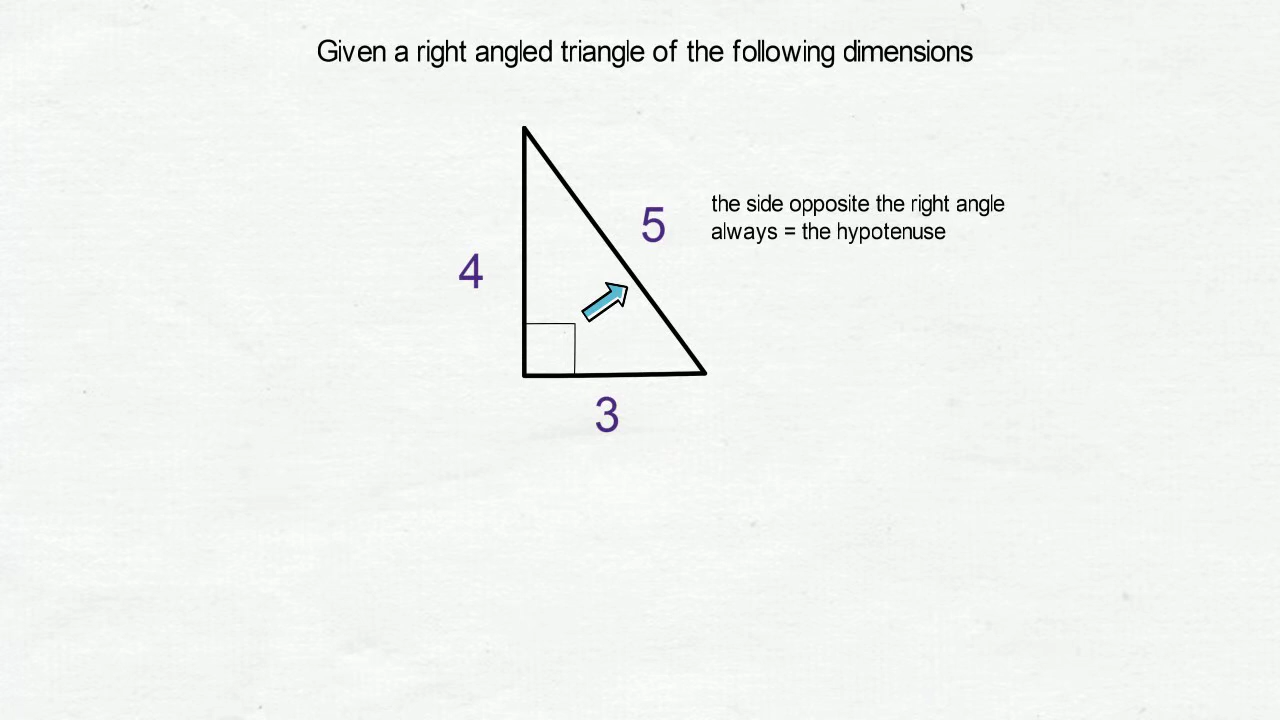 Given a right angled triangle of the following dimensions
the side opposite the right angle
always = the hypotenuse
5
4
3